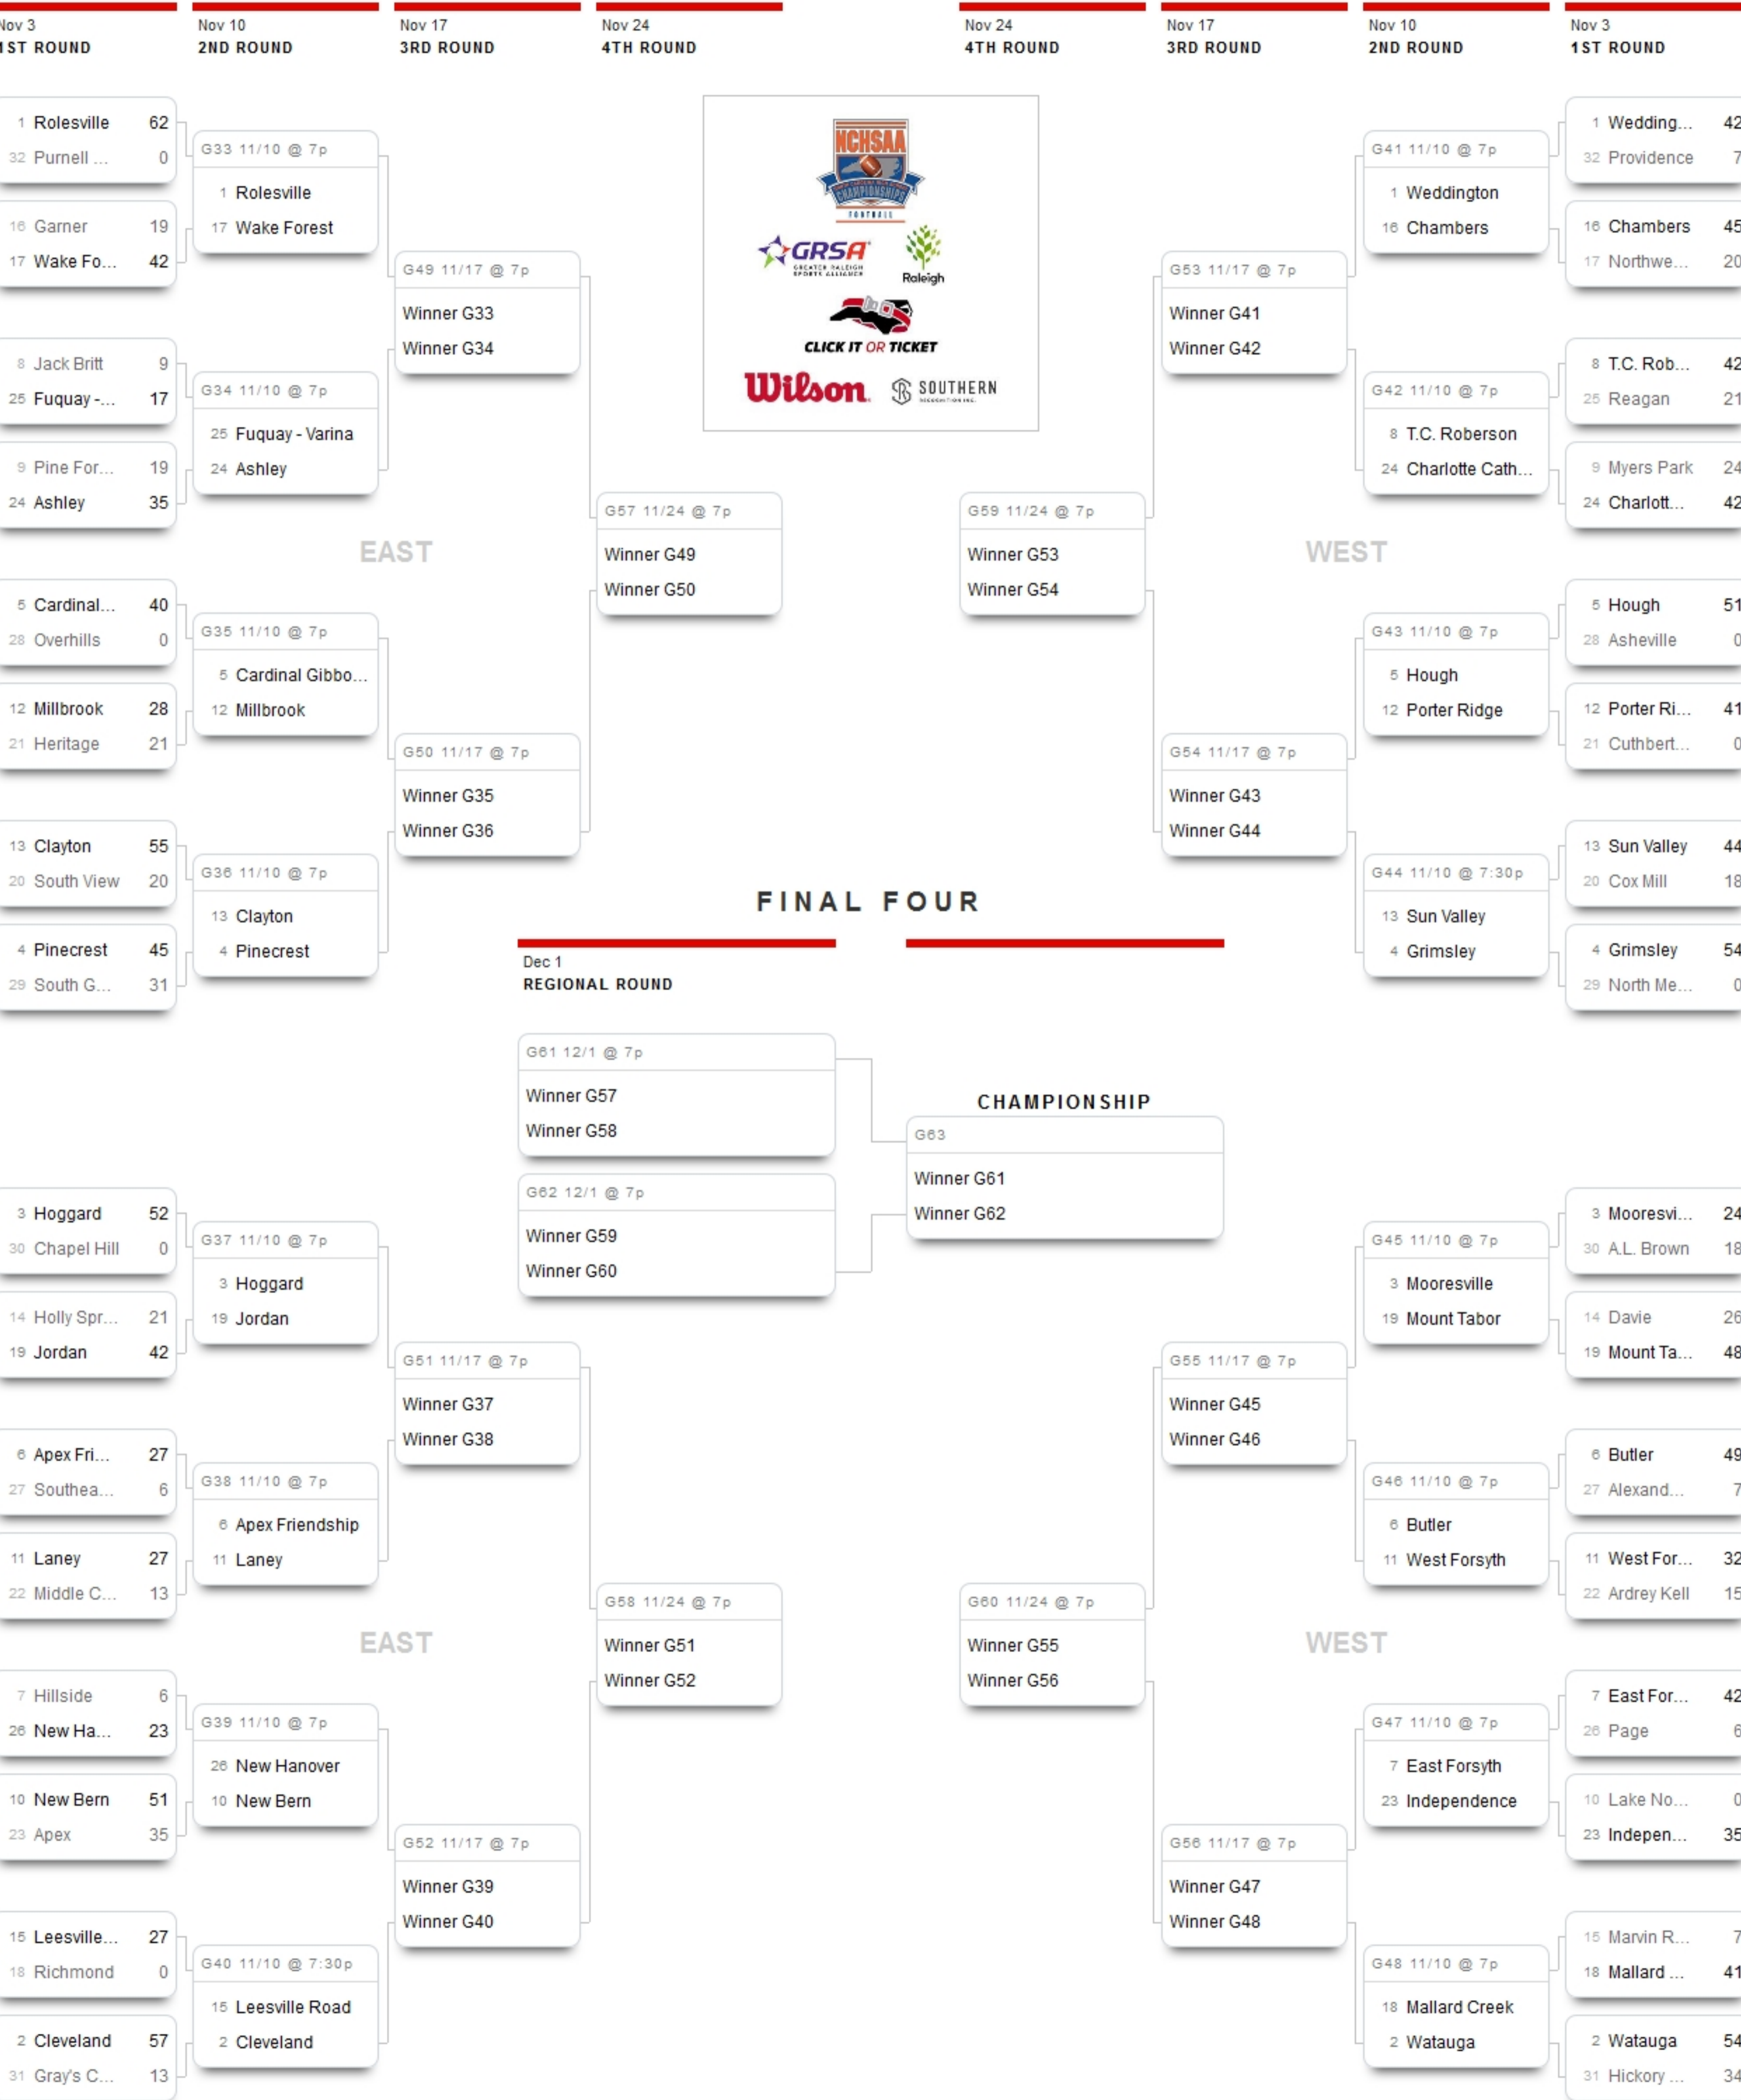 Nov 3
1ST ROUND
Nov 10
2ND ROUND
Nov 17
3RD ROUND
Nov 24
4TH ROUND
Nov 24
4TH ROUND
Nov 17
3RD ROUND
Nov 10
2ND ROUND
Nov 3
1ST ROUND
1 Rolesville 62
32 Purnell ... 0
16 Garner 19
17 Wake Fo... 42
8 Jack Britt 9
25 Fuquay -... 17
9 Pine For... 19
24 Ashley 35
EAST
5 Cardinal... 40
28 Overhills 0
12 Millbrook 28
21 Heritage 21
13 Clayton 55
20 South View 20
4 Pinecrest 45
29 South G... 31
G33 11/10 @ 7p
1 Rolesville
17 Wake Forest
G34 11/10 @ 7p
25 Fuquay - Varina
24 Ashley
G35 11/10 @ 7p
5 Cardinal Gibbo...
12 Millbrook
G36 11/10 @ 7p
13 Clayton
4 Pinecrest
G49 11/17 @ 7p
Winner G33
Winner G34
G50 11/17 @ 7p
Winner G35
Winner G36
G57 11/24 @ 7p
Winner G49
Winner G50
NCHSAA
CHAMPIONSHIPS
FOOTBALL
GRSA
GREATER RALEIGH
SPORTS ALLIANCE
Raleigh
CLICK IT OR TICKET
Wilson
SOUTHERN
RECOGNITION INC.
G59 11/24 @ 7p
Winner G53
Winner G54
G53 11/17 @ 7p
Winner G41
Winner G42
G54 11/17 @ 7p
Winner G43
Winner G44
WEST
G41 11/10 @ 7p
1 Weddington
16 Chambers
G42 11/10 @ 7p
8 T.C. Roberson
24 Charlotte Cath...
G43 11/10 @ 7p
5 Hough
12 Porter Ridge
G44 11/10 @ 7:30p
13 Sun Valley
4 Grimsley
1 Wedding... 42
32 Providence 7
16 Chambers 45
17 Northwe... 20
8 T.C. Rob... 42
25 Reagan 21
9 Myers Park 24
24 Charlott... 42
5 Hough 51
28 Asheville 0
12 Porter Ri... 41
21 Cuthbert... 0
13 Sun Valley 44
20 Cox Mill 18
4 Grimsley 54
29 North Me... 0
FINAL FOUR
Dec 1
REGIONAL ROUND
G61 12/1 @ 7p
Winner G57
Winner G58
G62 12/1 @ 7p
Winner G59
Winner G60
CHAMPIONSHIP
G63
Winner G61
Winner G62
3 Hoggard 52
30 Chapel Hill 0
14 Holly Spr... 21
19 Jordan 42
6 Apex Fri... 27
27 Southea... 6
11 Laney 27
22 Middle C... 13
EAST
7 Hillside 6
26 New Ha... 23
10 New Bern 51
23 Apex 35
15 Leesville... 27
18 Richmond 0
2 Cleveland 57
31 Gray's C... 13
G37 11/10 @ 7p
3 Hoggard
19 Jordan
G38 11/10 @ 7p
6 Apex Friendship
11 Laney
G39 11/10 @ 7p
26 New Hanover
10 New Bern
G40 11/10 @ 7:30p
15 Leesville Road
2 Cleveland
G51 11/17 @ 7p
Winner G37
Winner G38
G52 11/17 @ 7p
Winner G39
Winner G40
G58 11/24 @ 7p
Winner G51
Winner G52
G60 11/24 @ 7p
Winner G55
Winner G56
G55 11/17 @ 7p
Winner G45
Winner G46
G56 11/17 @ 7p
Winner G47
Winner G48
WEST
G45 11/10 @ 7p
3 Mooresville
19 Mount Tabor
G46 11/10 @ 7p
6 Butler
11 West Forsyth
G47 11/10 @ 7p
7 East Forsyth
23 Independence
G48 11/10 @ 7p
18 Mallard Creek
2 Watauga
3 Mooresvi... 24
30 A.L. Brown 18
14 Davie 26
19 Mount Ta... 48
6 Butler 49
27 Alexand... 7
11 West For... 32
22 Ardrey Kell 15
7 East For... 42
26 Page 6
10 Lake No... 0
23 Indepen... 35
15 Marvin R... 7
18 Mallard ... 41
2 Watauga 54
31 Hickory ... 34